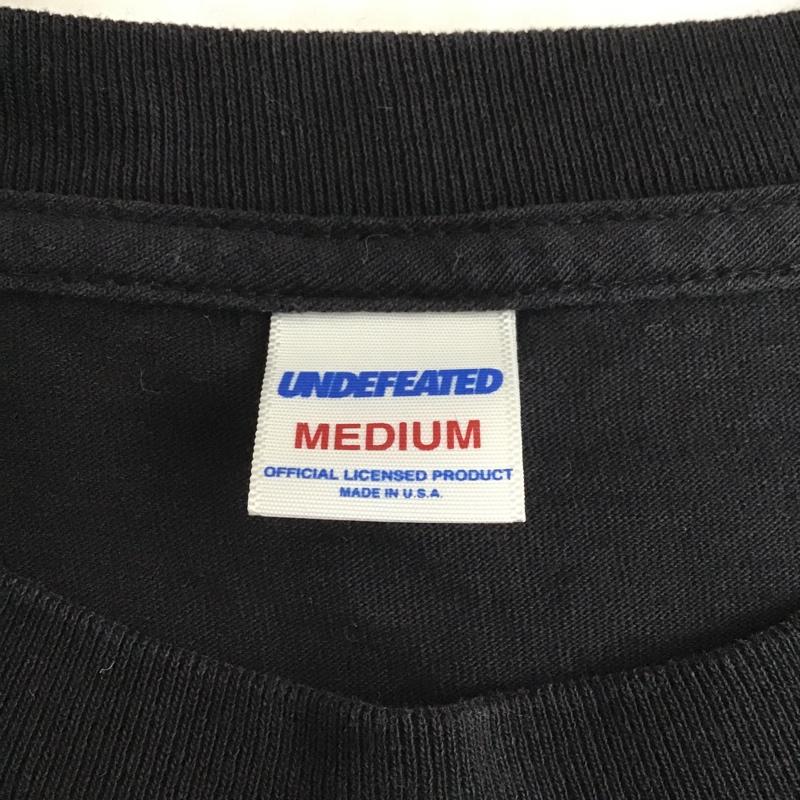 UNDEFEATED
MEDIUM
OFFICIAL LICENSED PRODUCT
MADE IN U.S.A.